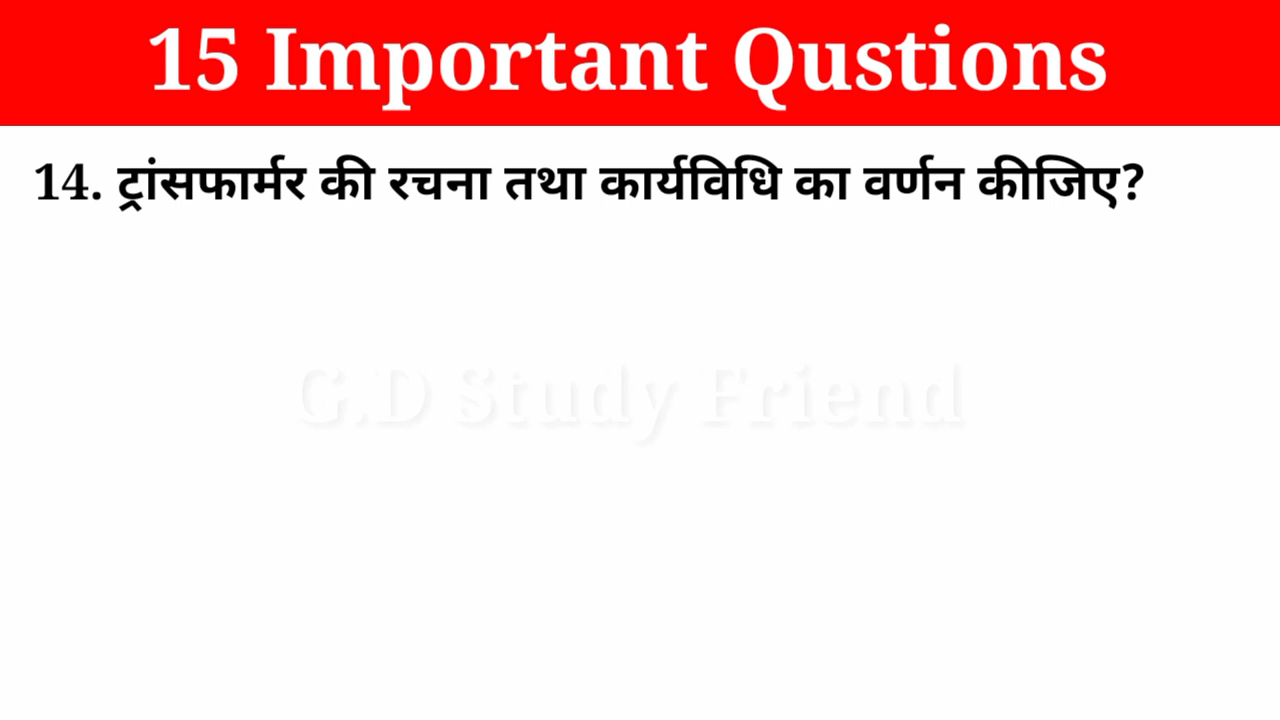 15 Important Qustions
14. ट्रांसफार्मर की रचना तथा कार्यविधि का वर्णन कीजिए?
G.D Study Friend